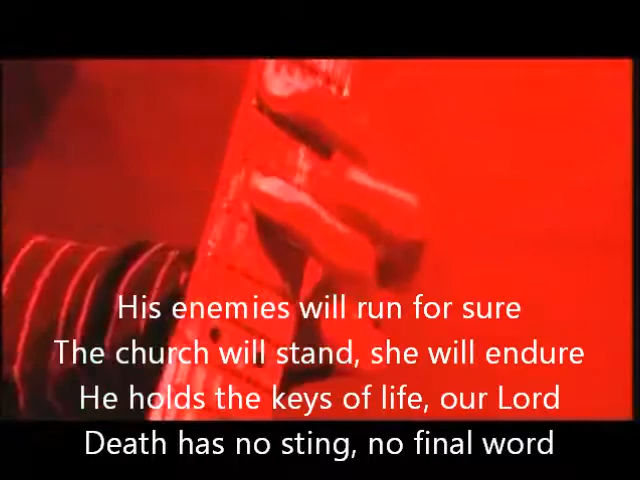 His enemies will run for sure
The church will stand, she will endure
He holds the keys of life, our Lord
Death has no sting, no final word